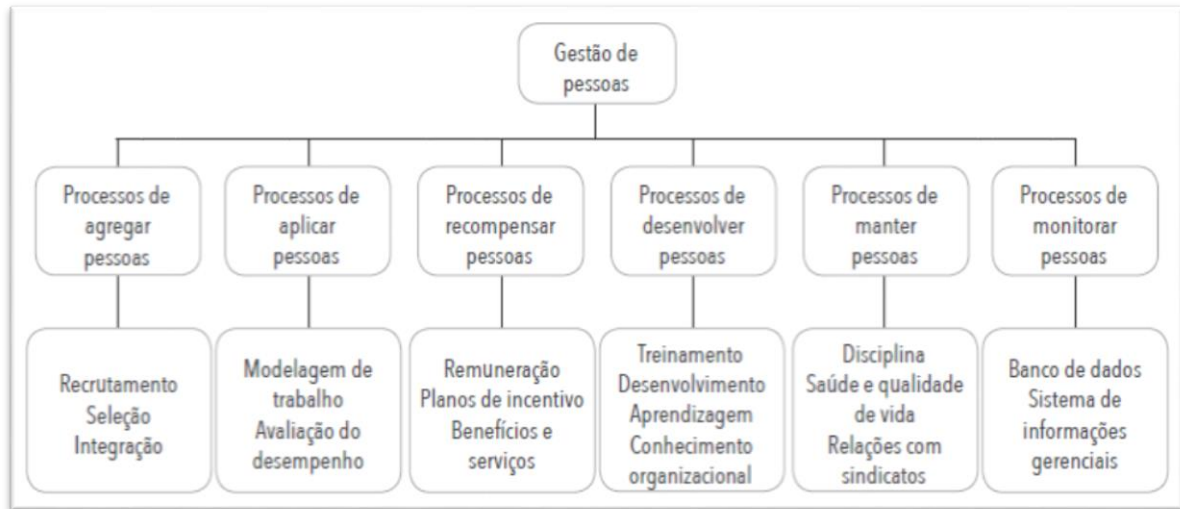 Gestão de
pessoas
Processos de
agregar
pessoas
Processos de
aplicar
pessoas
Processos de
recompensar
pessoas
Processos de
desenvolver
pessoas
Processos de
manter
pessoas
Processos de
monitorar
pessoas
Recrutamento
Seleção
Integração
Modelagem de
trabalho
Avaliação do
desempenho
Remuneração
Planos de incentivo
Benefícios e
serviços
Treinamento
Desenvolvimento
Aprendizagem
Conhecimento
organizacional
Disciplina
Saúde e qualidade
de vida
Relações com
sindicatos
Banco de dados
Sistema de
informações
gerenciais